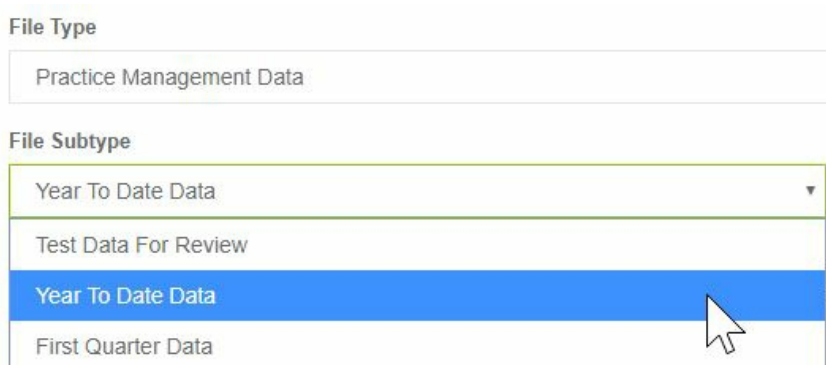 File Type
Practice Management Data
File Subtype
Year To Date Data
Test Data For Review
Year To Date Data
First Quarter Data